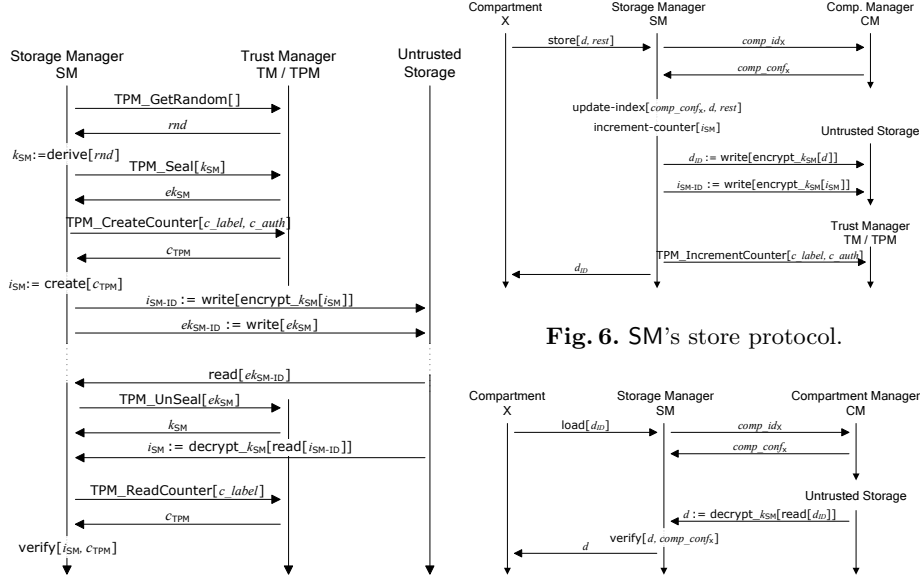 Storage Manager
SM
Trust Manager
TM / TPM
Untrusted
Storage
TPM_GetRandom[]
rnd
kSM:=derive[rnd]
TPM_Seal[kSM]
ekSM
TPM_CreateCounter[c_label, c_auth]
cTPM
iSM:= create[cTPM]
iSM-ID := write[encrypt_kSM[iSM]]
ekSM-ID := write[ekSM]
read[ekSM-ID]
TPM_UnSeal[ekSM]
kSM
iSM := decrypt_kSM[read[iSM-ID]]
TPM_ReadCounter[c_label]
cTPM
verify[iSM, cTPM]
Compartment
X
Storage Manager
SM
Comp. Manager
CM
store[d, rest]
comp_idx
comp_confx
update-index[comp_confx, d, rest]
increment-counter[iSM]
Untrusted Storage
dID := write[encrypt_kSM[d]]
iSM-ID := write[encrypt_kSM[iSM]]
Trust Manager
TM / TPM
TPM_IncrementCounter[c_label, c_auth]
dID
Fig. 6. SM's store protocol.
Compartment
X
Storage Manager
SM
Compartment Manager
CM
load[dID]
comp_idx
comp_confx
Untrusted Storage
d := decrypt_kSM[read[dID]]
verify[d, comp_confx]
d